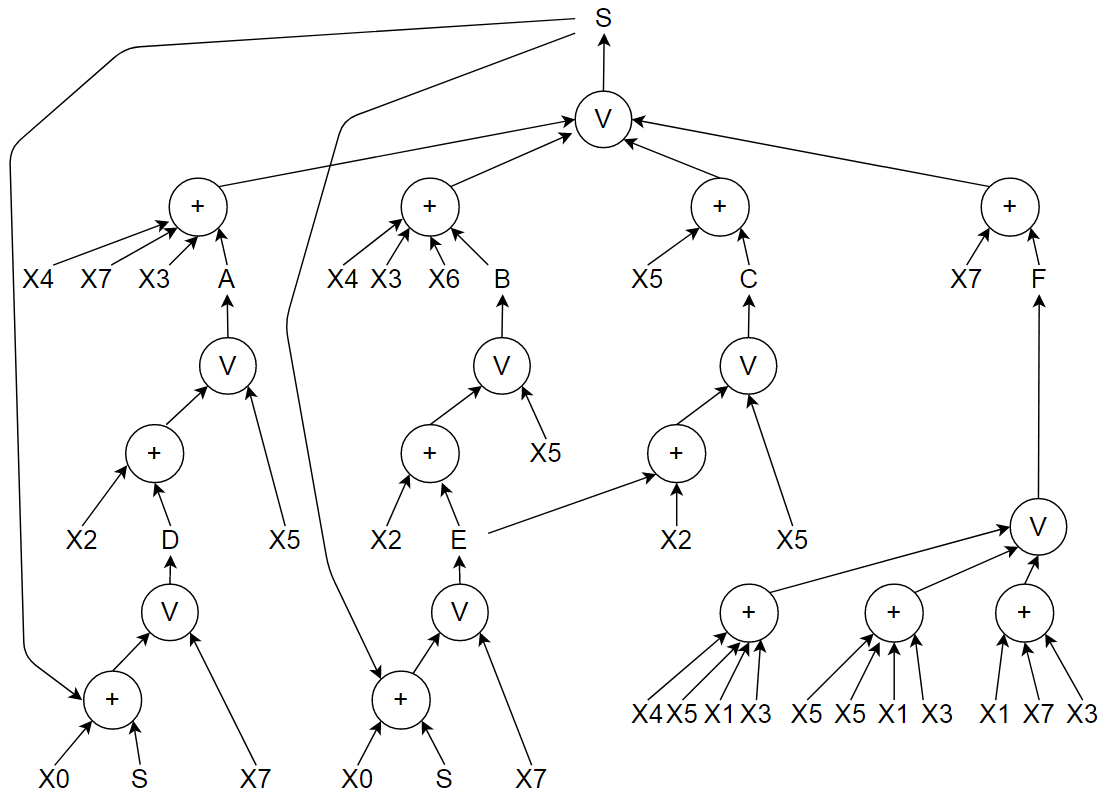 S
V
+ + + +
X4 X7 X3 A X4 X3 X6 B X5 C X7 F
V V V
+ + X5 +
X2 D X5 X2 E X2 X5 V
V V + + +
+ + X4 X5 X1 X3 X5 X5 X1 X3 X1 X7 X3
X0 S X7 X0 S X7